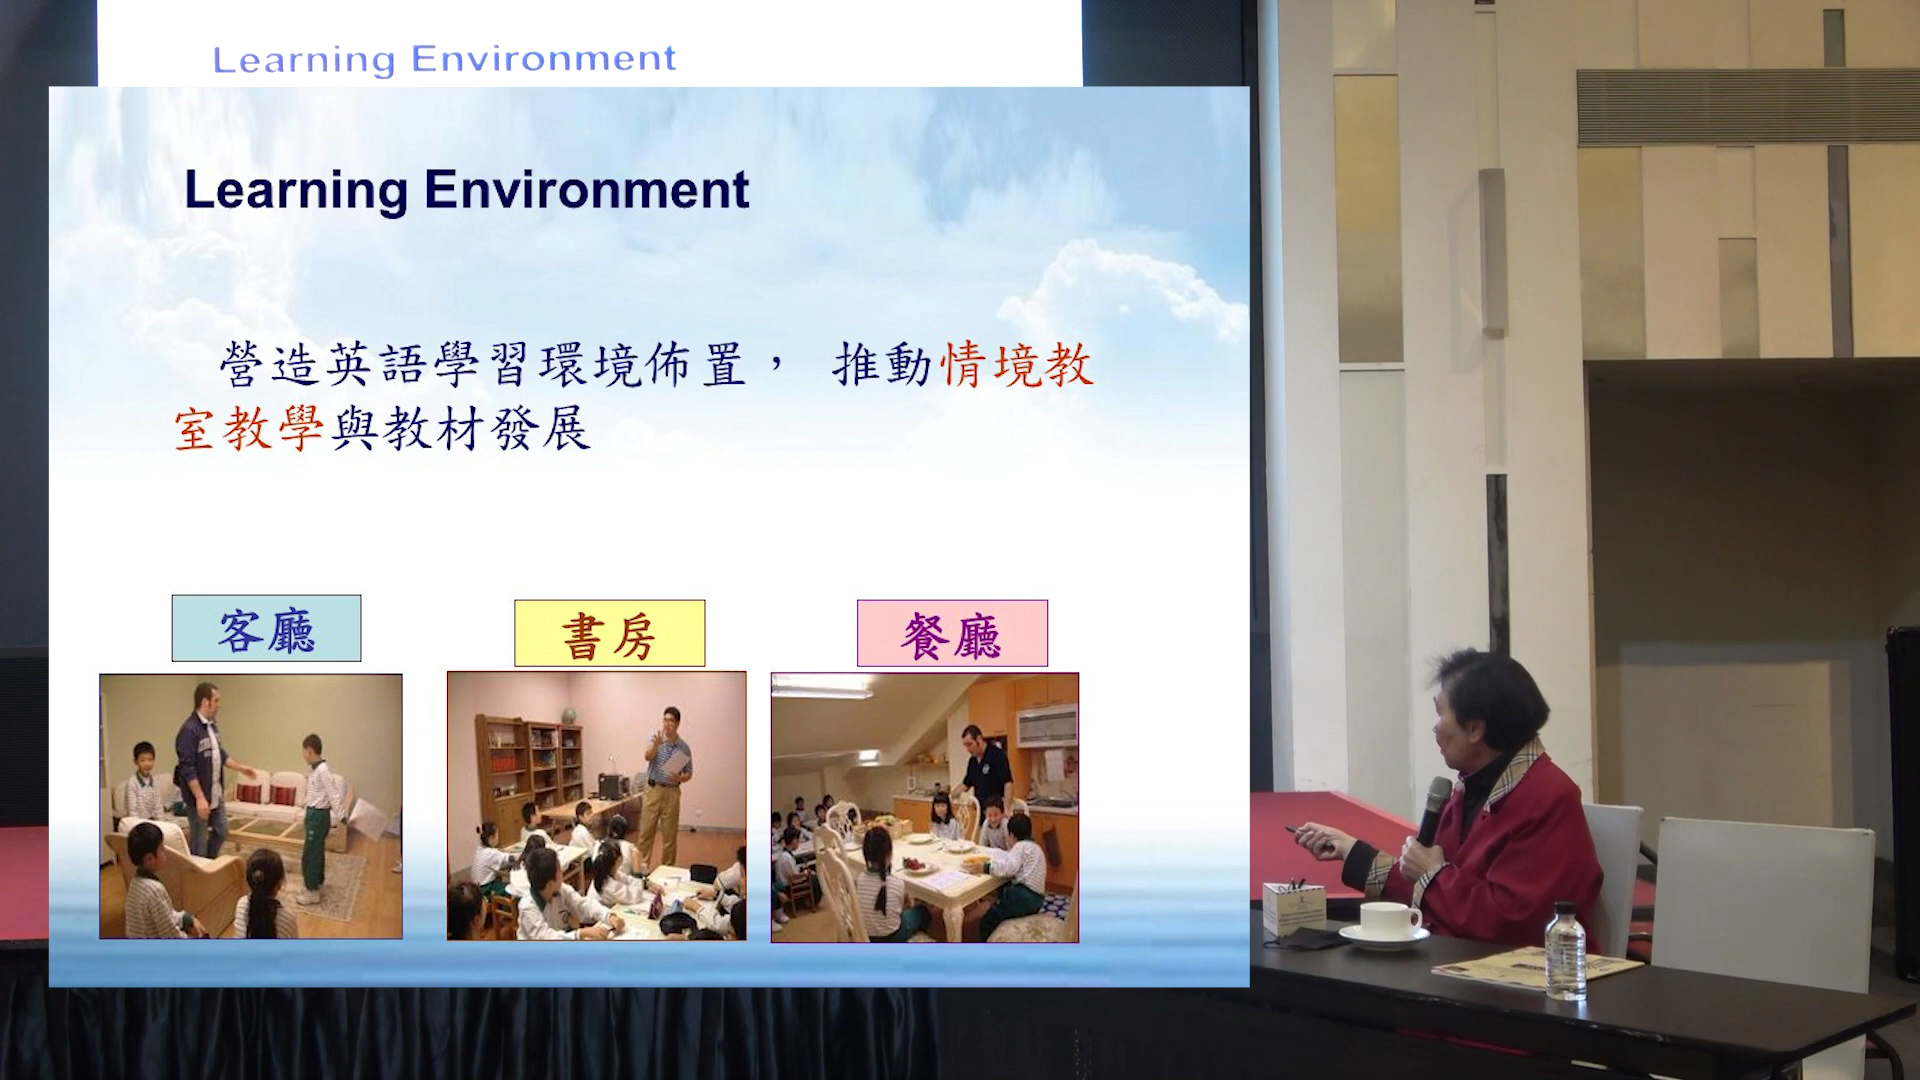 Learning Environment
Learning Environment
營造英語學習環境佈置， 推動情境教
室教學與教材發展
客廳
書房
餐廳